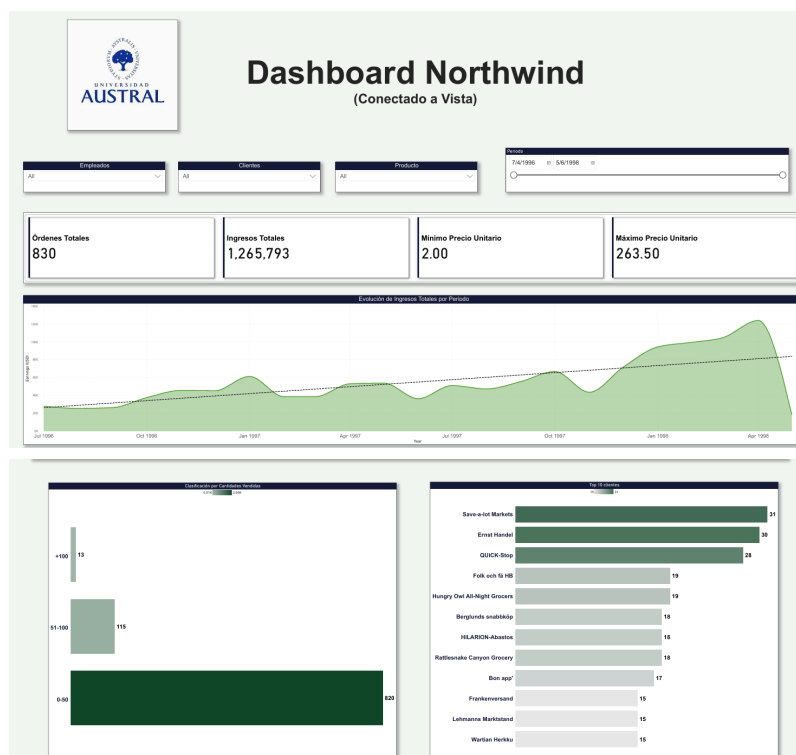 UNIVERSIDAD
AUSTRAL
Dashboard Northwind
(Conectado a Vista)
Empleados
All
Clientes
All
Producto
All
Periodo
7/4/1996 5/6/1998
Órdenes Totales
830
Ingresos Totales
1,265,793
Mínimo Precio Unitario
2.00
Máximo Precio Unitario
263.50
Evolución de Ingresos Totales por Periodo
Jul 1996
Oct 1996
Jan 1997
Apr 1997
Jul 1997
Oct 1997
Jan 1998
Apr 1998
Year
Clasificación por Cantidades Vendidas
+100 13
51-100 115
0-50 820
Top 10 clientes
Save-a-lot Markets 31
Ernst Handel 30
QUICK-Stop 28
Folk och fä HB 19
Hungry Owl All-Night Grocers 19
Berglunds snabbköp 18
HILARION-Abastos 18
Rattlesnake Canyon Grocery 18
Bon app' 17
Frankenversand 15
Lehmanns Marktstand 15
Wartian Herkku 15